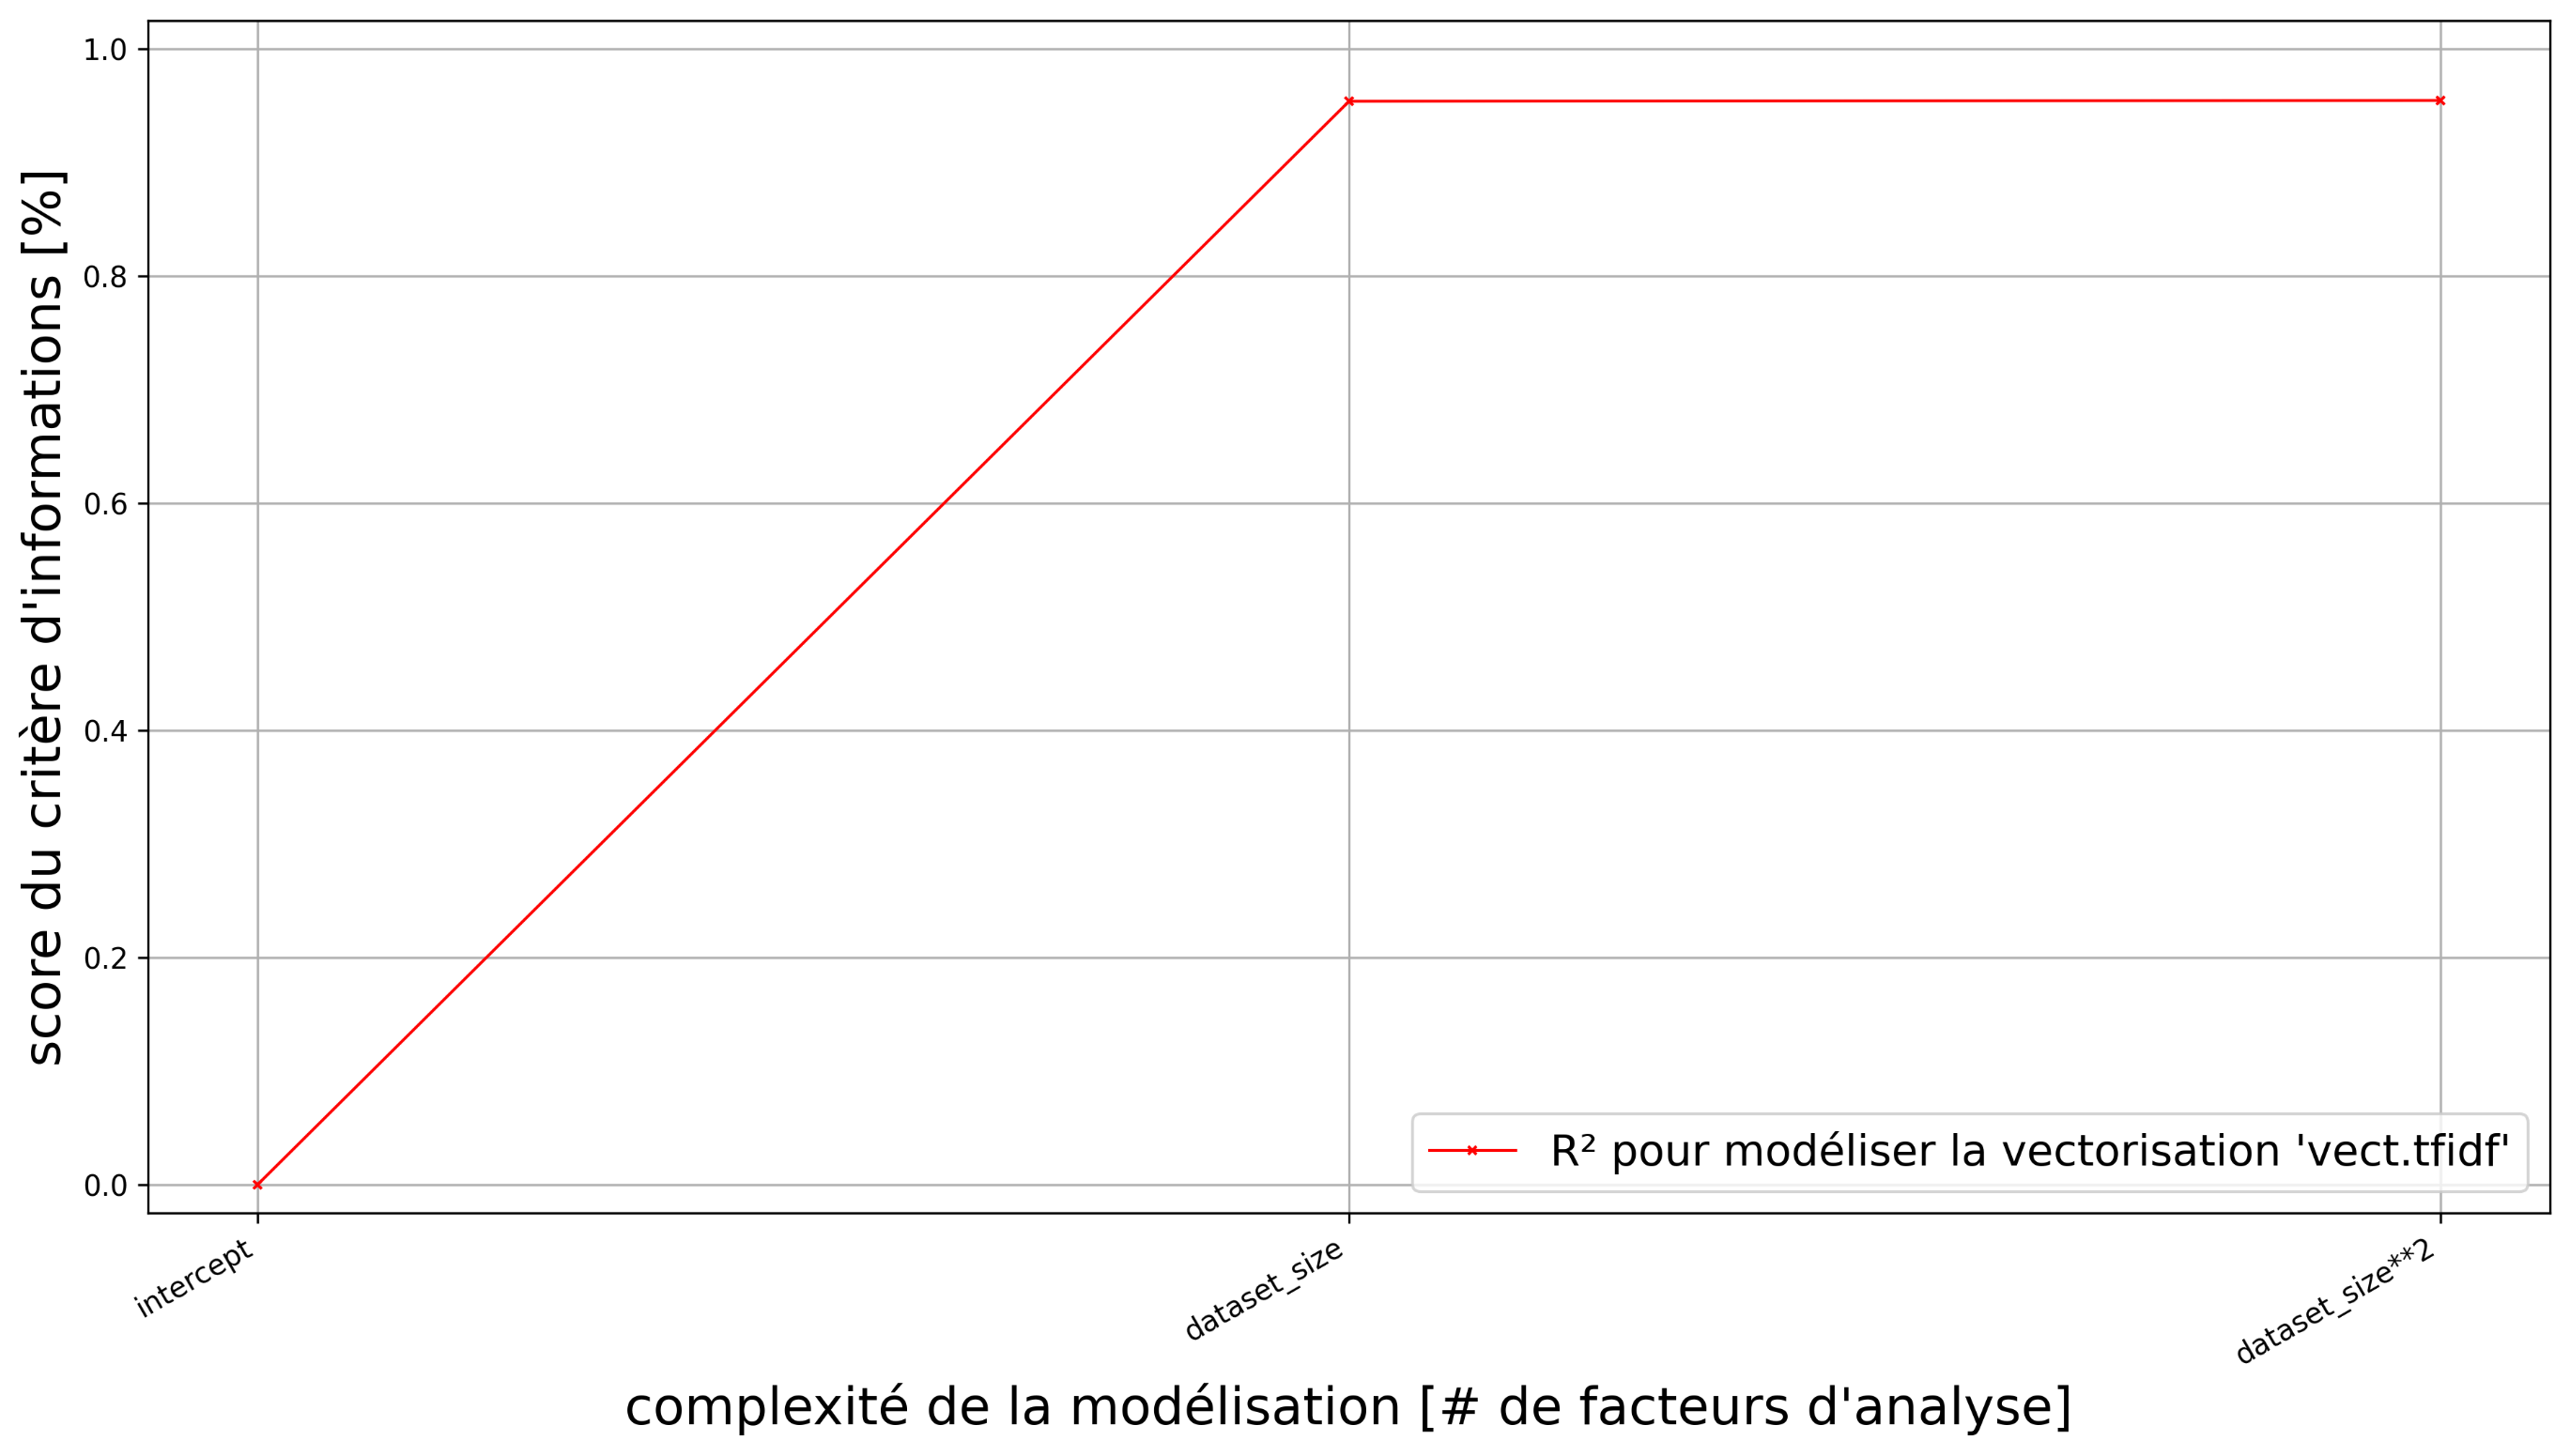 score du critère d'informations [%]
1.0
0.8
0.6
0.4
0.2
0.0
R² pour modéliser la vectorisation 'vect.tfidf'
intercept
dataset_size
dataset_size**2
complexité de la modélisation [# de facteurs d'analyse]